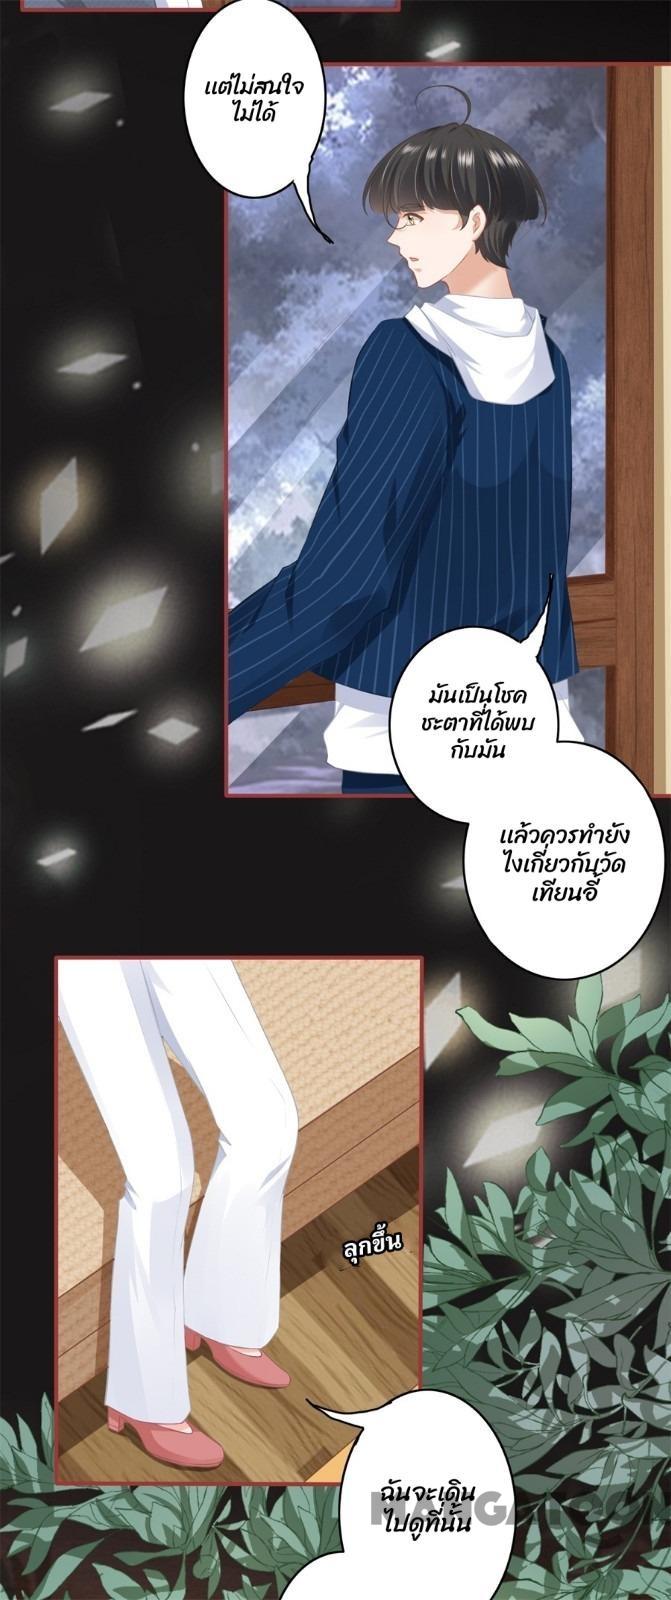 แต่ไม่สนใจ
ไม่ได้
มันเป็นโชค
ชะตาที่ได้พบ
กับมัน
แล้วควรทำยัง
ไงเกี่ยวกับวัด
เทียนอี้
ลุกขึ้น
ฉันจะเดิน
ไปดูที่นั้น
MANGATOON